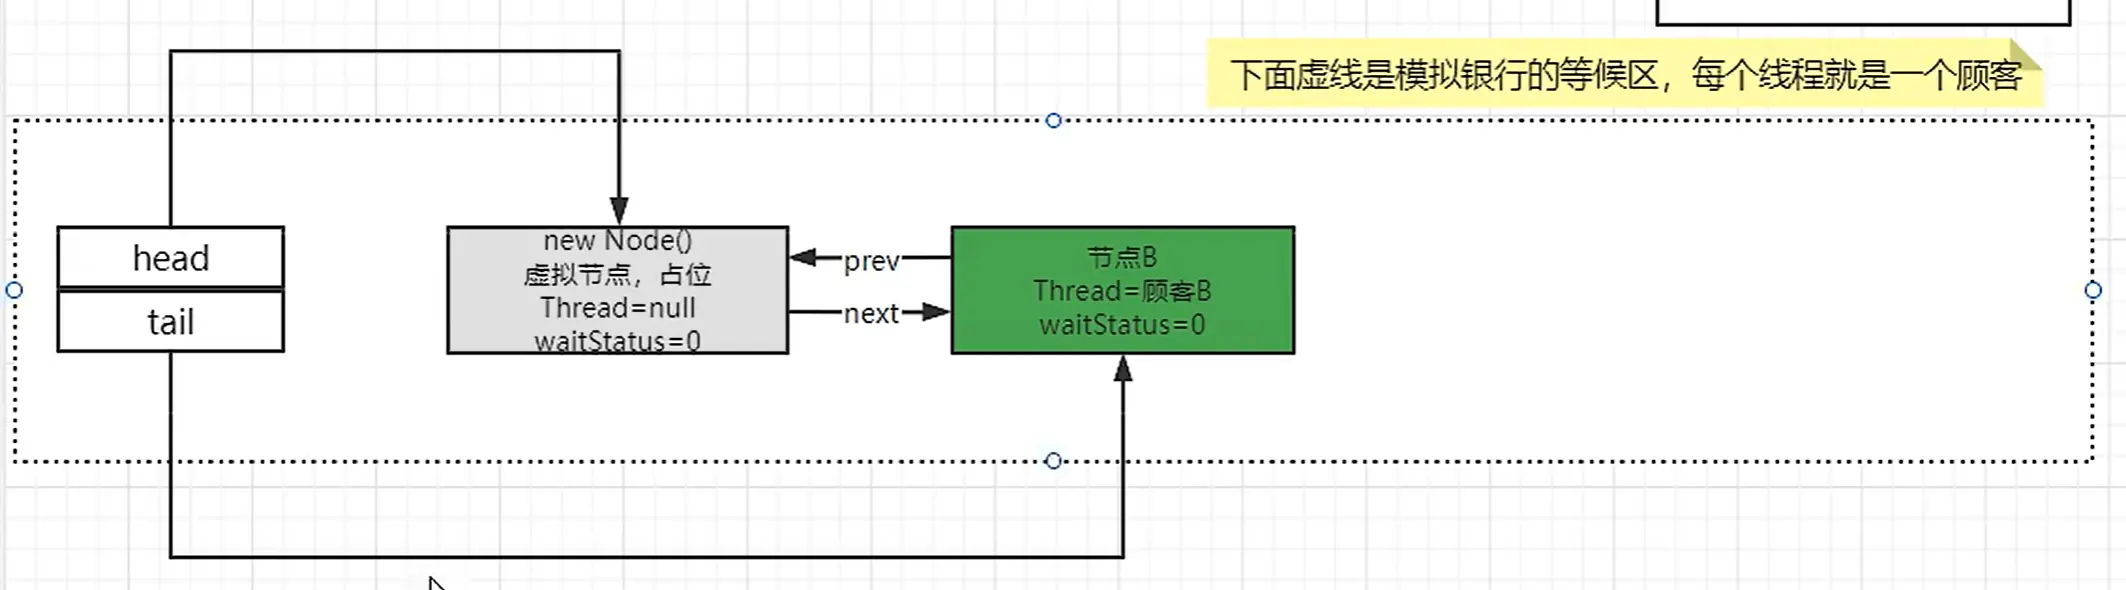 下面虚线是模拟银行的等候区，每个线程就是一个顾客
head
tail
new Node()
虚拟节点，占位
Thread=null
waitStatus=0
prev
next
节点B
Thread=顾客B
waitStatus=0